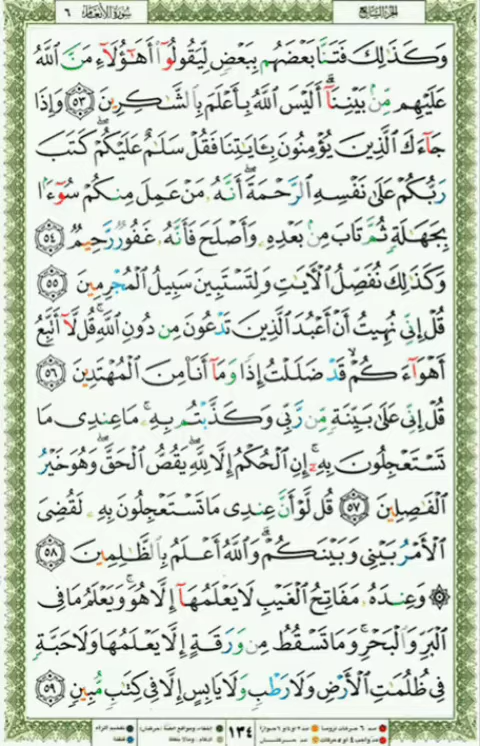 الجزء السابع
سورة الأنعام ٦
وَكَذَٰلِكَ فَتَنَّا بَعْضَهُم بِبَعْضٍ لِّيَقُولُوٓا۟ أَهَٰٓؤُلَآءِ مَنَّ ٱللَّهُ
عَلَيْهِم مِّنۢ بَيْنِنَآ ۗ أَلَيْسَ ٱللَّهُ بِأَعْلَمَ بِٱلشَّٰكِرِينَ ٥٣ وَإِذَا
جَآءَكَ ٱلَّذِينَ يُؤْمِنُونَ بِـَٔايَٰتِنَا فَقُلْ سَلَٰمٌ عَلَيْكُمْ ۖ كَتَبَ
رَبُّكُمْ عَلَىٰ نَفْسِهِ ٱلرَّحْمَةَ ۖ أَنَّهُۥ مَنْ عَمِلَ مِنكُمْ سُوٓءًۢا
بِجَهَٰلَةٍ ثُمَّ تَابَ مِنۢ بَعْدِهِۦ وَأَصْلَحَ فَأَنَّهُۥ غَفُورٌ رَّحِيمٌ ٥٤
وَكَذَٰلِكَ نُفَصِّلُ ٱلْـَٔايَٰتِ وَلِتَسْتَبِينَ سَبِيلُ ٱلْمُجْرِمِينَ ٥٥
قُلْ إِنِّى نُهِيتُ أَنْ أَعْبُدَ ٱلَّذِينَ تَدْعُونَ مِن دُونِ ٱللَّهِ ۚ قُل لَّآ أَتَّبِعُ
أَهْوَآءَكُمْ ۙ قَدْ ضَلَلْتُ إِذًا وَمَآ أَنَا۠ مِنَ ٱلْمُهْتَدِينَ ٥٦
قُلْ إِنِّى عَلَىٰ بَيِّنَةٍ مِّن رَّبِّى وَكَذَّبْتُم بِهِۦ ۚ مَا عِندِى مَا
تَسْتَعْجِلُونَ بِهِۦٓ ۚ إِنِ ٱلْحُكْمُ إِلَّا لِلَّهِ ۖ يَقُصُّ ٱلْحَقَّ ۖ وَهُوَ خَيْرُ
ٱلْفَٰصِلِينَ ٥٧ قُل لَّوْ أَنَّ عِندِى مَا تَسْتَعْجِلُونَ بِهِۦ لَقُضِىَ
ٱلْأَمْرُ بَيْنِى وَبَيْنَكُمْ ۗ وَٱللَّهُ أَعْلَمُ بِٱلظَّٰلِمِينَ ٥٨
۞ وَعِندَهُۥ مَفَاتِحُ ٱلْغَيْبِ لَا يَعْلَمُهَآ إِلَّا هُوَ ۚ وَيَعْلَمُ مَا فِى
ٱلْبَرِّ وَٱلْبَحْرِ ۚ وَمَا تَسْقُطُ مِن وَرَقَةٍ إِلَّا يَعْلَمُهَا وَلَا حَبَّةٍ
فِى ظُلُمَٰتِ ٱلْأَرْضِ وَلَا رَطْبٍ وَلَا يَابِسٍ إِلَّا فِى كِتَٰبٍ مُّبِينٍ ٥٩
١٣٤